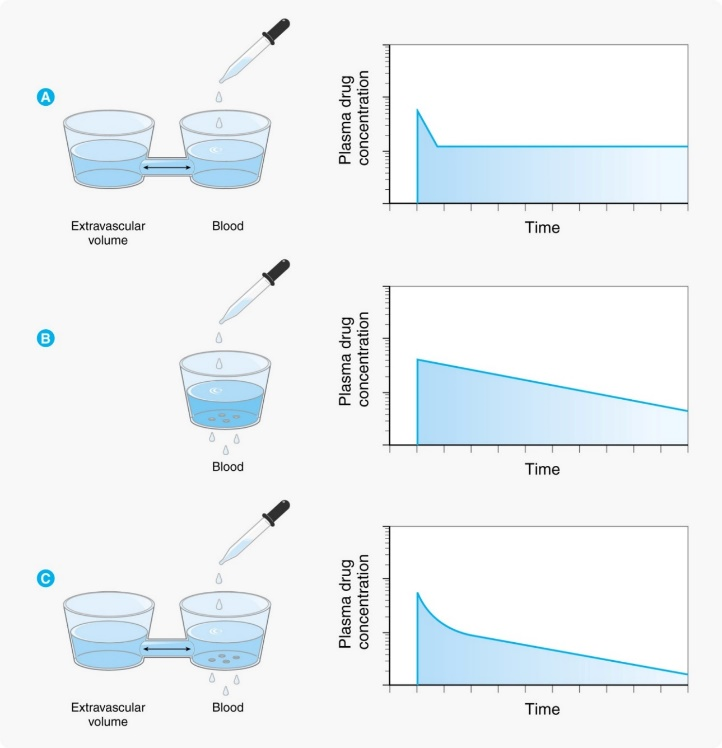 A
Plasma drug
concentration
Extravascular
volume
Blood
Time
B
Plasma drug
concentration
Blood
Time
C
Plasma drug
concentration
Extravascular
volume
Blood
Time